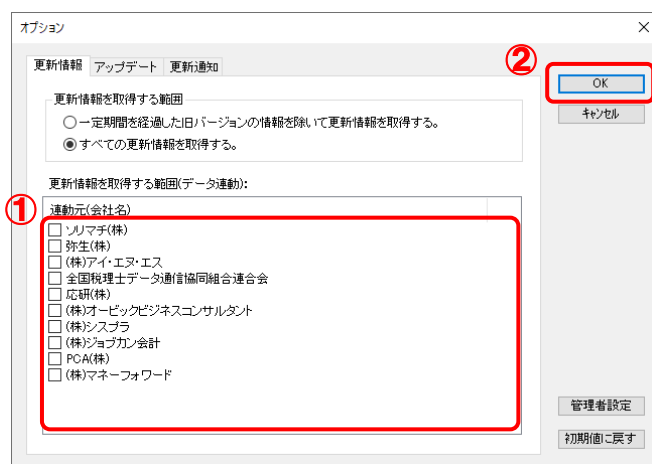 オプション
更新情報 アップデート 更新通知
②
OK
キャンセル
更新情報を取得する範囲
一定期間を経過した旧バージョンの情報を除いて更新情報を取得する。
すべての更新情報を取得する。
更新情報を取得する範囲(データ連動):
①
連動元(会社名)
ソリマチ(株)
弥生(株)
(株)アイ・エヌ・エス
全国税理士データ通信協同組合連合会
応研(株)
(株)オービックビジネスコンサルタント
(株)シスプラ
(株)ジョブカン会計
PCA(株)
(株)マネーフォワード
管理者設定
初期値に戻す